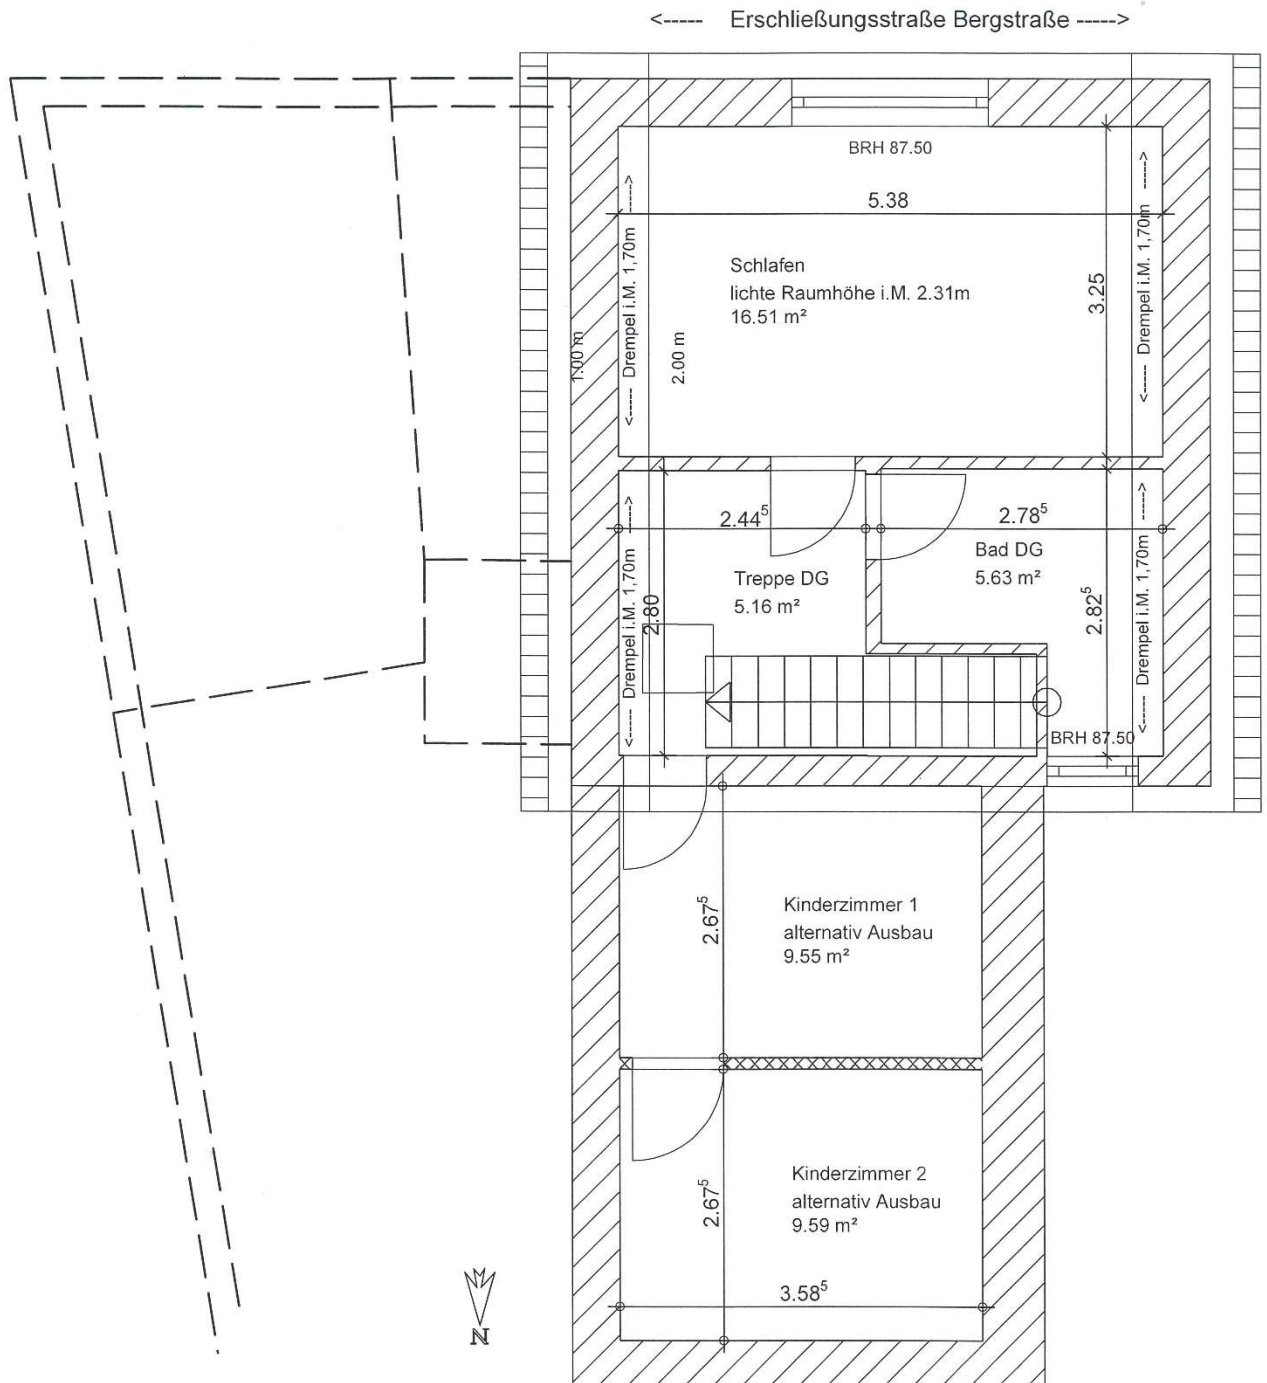 <----- Erschließungsstraße Bergstraße ----->
BRH 87.50
5.38
<----- Drempel i.M. 1,70m ----->
1.00 m
2.00 m
Schlafen
lichte Raumhöhe i.M. 2.31m
16.51 m²
3.25
<----- Drempel i.M. 1,70m ----->
2.44⁵
2.78⁵
<----- Drempel i.M. 1,70m ----->
2.80
Treppe DG
5.16 m²
Bad DG
5.63 m²
2.82⁵
<----- Drempel i.M. 1,70m ----->
BRH 87.50
2.67⁵
Kinderzimmer 1
alternativ Ausbau
9.55 m²
2.67⁵
Kinderzimmer 2
alternativ Ausbau
9.59 m²
3.58⁵
N